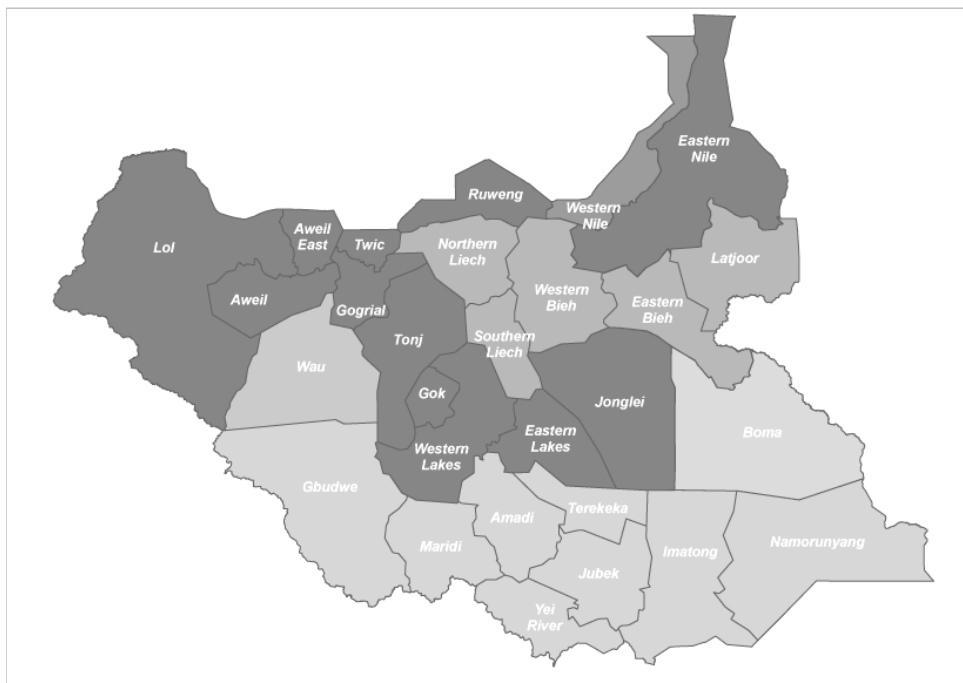 Eastern
Nile
Ruweng
Western
Nile
Aweil
East
Twic
Lol
Northern
Liech
Latjoor
Aweil
Gogrial
Western
Bieh
Eastern
Bieh
Tonj
Southern
Liech
Wau
Gok
Jonglei
Boma
Eastern
Lakes
Western
Lakes
Gbudwe
Terekeka
Amadi
Maridi
Imatong
Namorunyang
Jubek
Yei
River